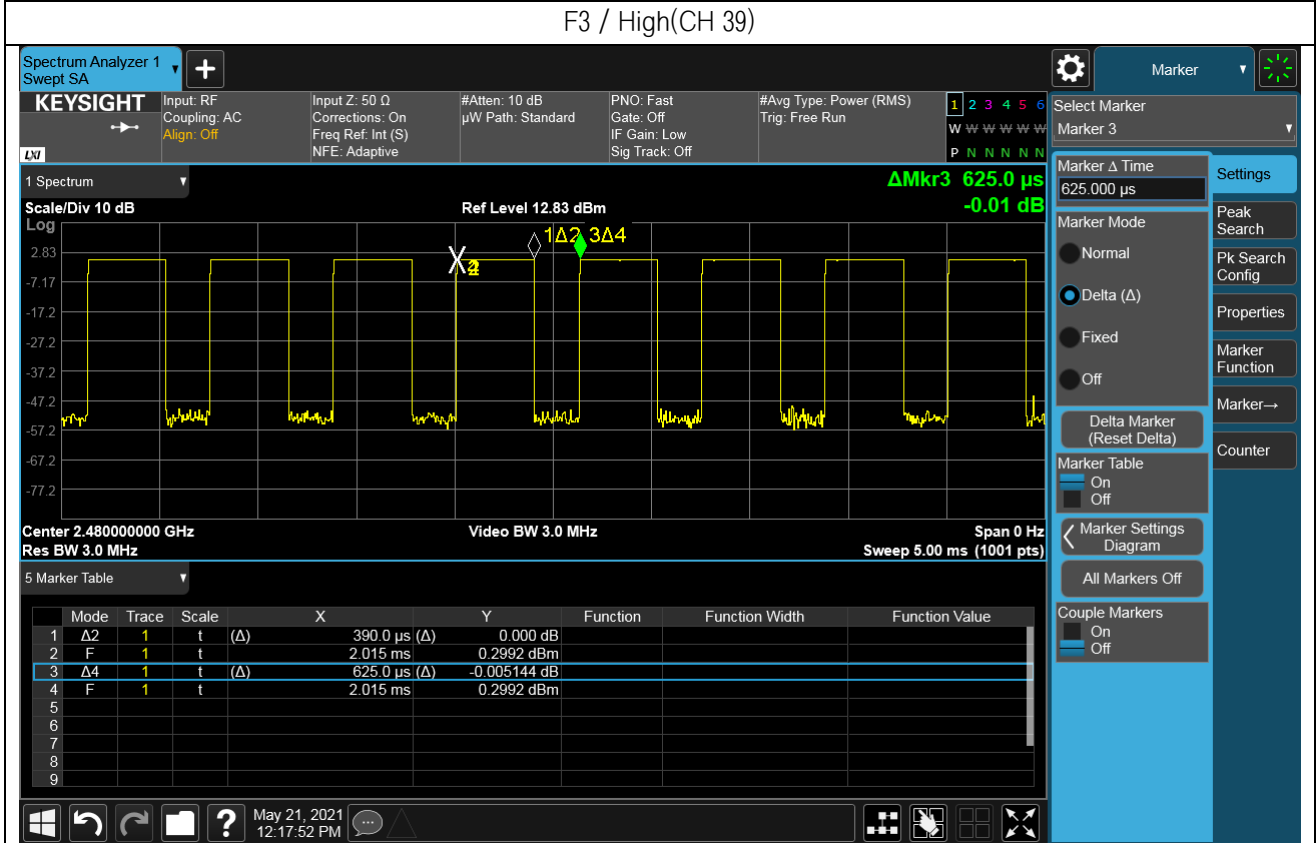 F3 / High(CH 39)
Spectrum Analyzer 1
Swept SA
Marker
KEYSIGHT
LXI
Input: RF
Coupling: AC
Align: Off
Input Z: 50 Ω
Corrections: On
Freq Ref: Int (S)
NFE: Adaptive
#Atten: 10 dB
µW Path: Standard
PNO: Fast
Gate: Off
IF Gain: Low
Sig Track: Off
#Avg Type: Power (RMS)
Trig: Free Run
1 2 3 4 5 6
W W W W W W
P N N N N N
Select Marker
Marker 3
1 Spectrum
ΔMkr3 625.0 µs
-0.01 dB
Scale/Div 10 dB
Ref Level 12.83 dBm
Log
1Δ2 3Δ4
2.83
-7.17
-17.2
-27.2
-37.2
-47.2
-57.2
-67.2
-77.2
Center 2.480000000 GHz
Video BW 3.0 MHz
Span 0 Hz
Res BW 3.0 MHz
Sweep 5.00 ms (1001 pts)
5 Marker Table
Mode Trace Scale X Y Function Function Width Function Value
1 Δ2 1 t (Δ) 390.0 µs (Δ) 0.000 dB
2 F 1 t 2.015 ms 0.2992 dBm
3 Δ4 1 t (Δ) 625.0 µs (Δ) -0.005144 dB
4 F 1 t 2.015 ms 0.2992 dBm
5
6
7
8
9
Marker Δ Time
625.000 µs
Marker Mode
Normal
Delta (Δ)
Fixed
Off
Delta Marker
(Reset Delta)
Marker Table
On
Off
Marker Settings
Diagram
All Markers Off
Couple Markers
On
Off
Settings
Peak
Search
Pk Search
Config
Properties
Marker
Function
Marker→
Counter
?
May 21, 2021
12:17:52 PM